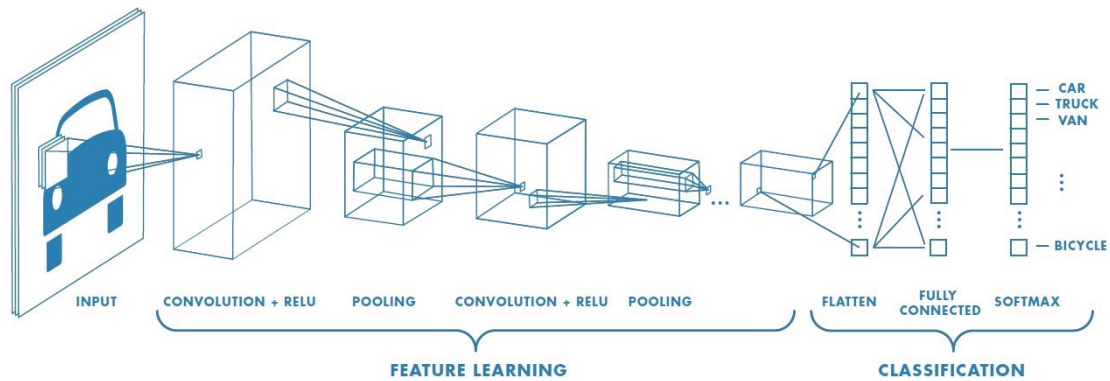 CAR
TRUCK
VAN
BICYCLE
INPUT
CONVOLUTION + RELU
POOLING
CONVOLUTION + RELU
POOLING
FLATTEN
FULLY
CONNECTED
SOFTMAX
FEATURE LEARNING
CLASSIFICATION